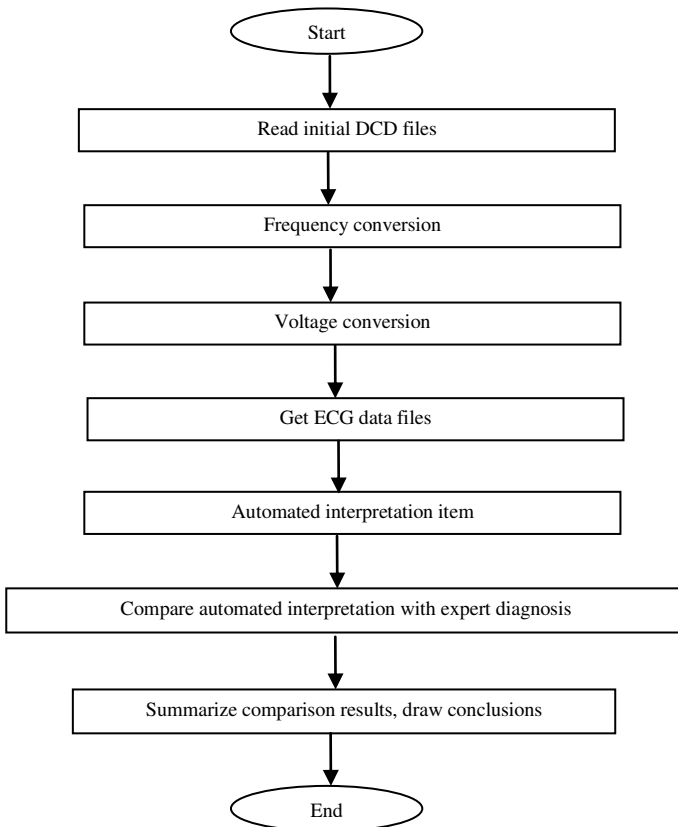 Start
Read initial DCD files
Frequency conversion
Voltage conversion
Get ECG data files
Automated interpretation item
Compare automated interpretation with expert diagnosis
Summarize comparison results, draw conclusions
End